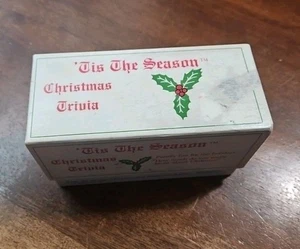 'Tis The Season™
Christmas
Trivia
'Tis The Season
Christmas
Trivia